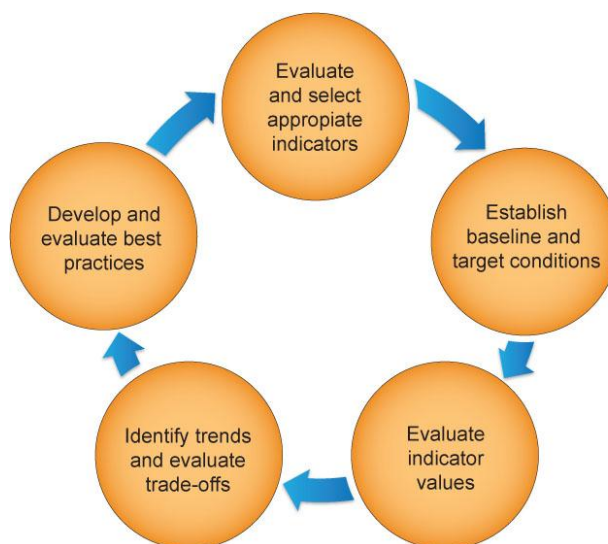 Evaluate
and select
appropiate
indicators
Establish
baseline and
target conditions
Evaluate
indicator
values
Identify trends
and evaluate
trade-offs
Develop and
evaluate best
practices